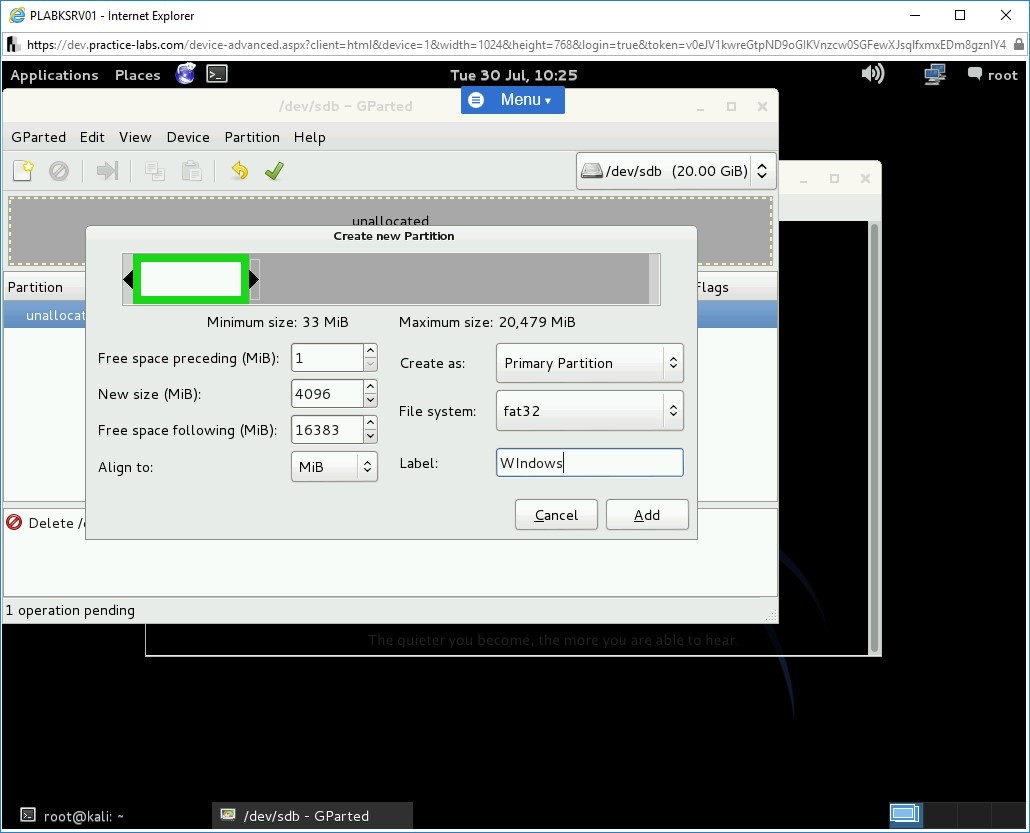 PLABKSRV01 - Internet Explorer
https://dev.practice-labs.com/device-advanced.aspx?client=html&device=1&width=1024&height=768&login=true&token=
Applications Places Tue 30 Jul, 10:25 root
/dev/sdb - GParted Menu
GParted Edit View Device Partition Help
/dev/sdb (20.00 GiB)
unallocated
Create new Partition
Partition Flags
unallocat
Minimum size: 33 MiB Maximum size: 20,479 MiB
Free space preceding (MiB): 1 Create as: Primary Partition
New size (MiB): 4096
File system: fat32
Free space following (MiB): 16383
Align to: MiB Label: WIndows
Cancel Add
Delete /
1 operation pending
The quieter you become, the more you are able to hear.
root@kali: ~ /dev/sdb - GParted